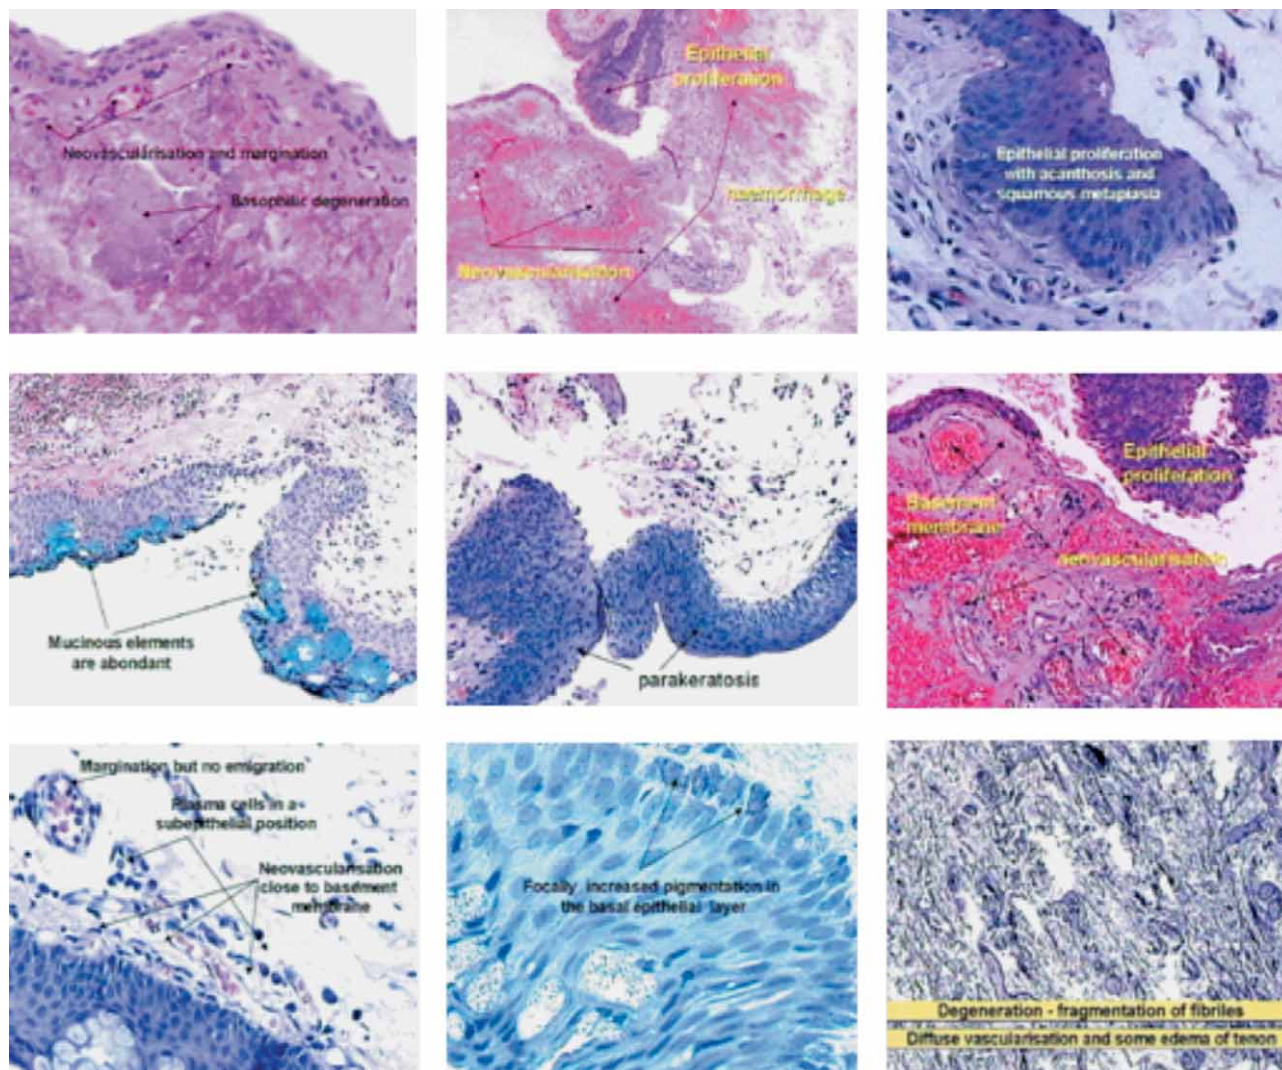 Neovascularisation and margination
Basophilic degeneration
Epithelial
proliferation
haemorrhage
Neovascularisation
Epithelial proliferation
with acanthosis and
squamous metaplasia
Mucinous elements
are abondant
parakeratosis
Epithelial
proliferation
Basement
membrane
neovascularisation
Margination but no emigration
Plasma cells in a
subepithelial position
Neovascularisation
close to basement
membrane
Focally increased pigmentation in
the basal epithelial layer
Degeneration - fragmentation of fibriles
Diffuse vascularisation and some edema of tenon